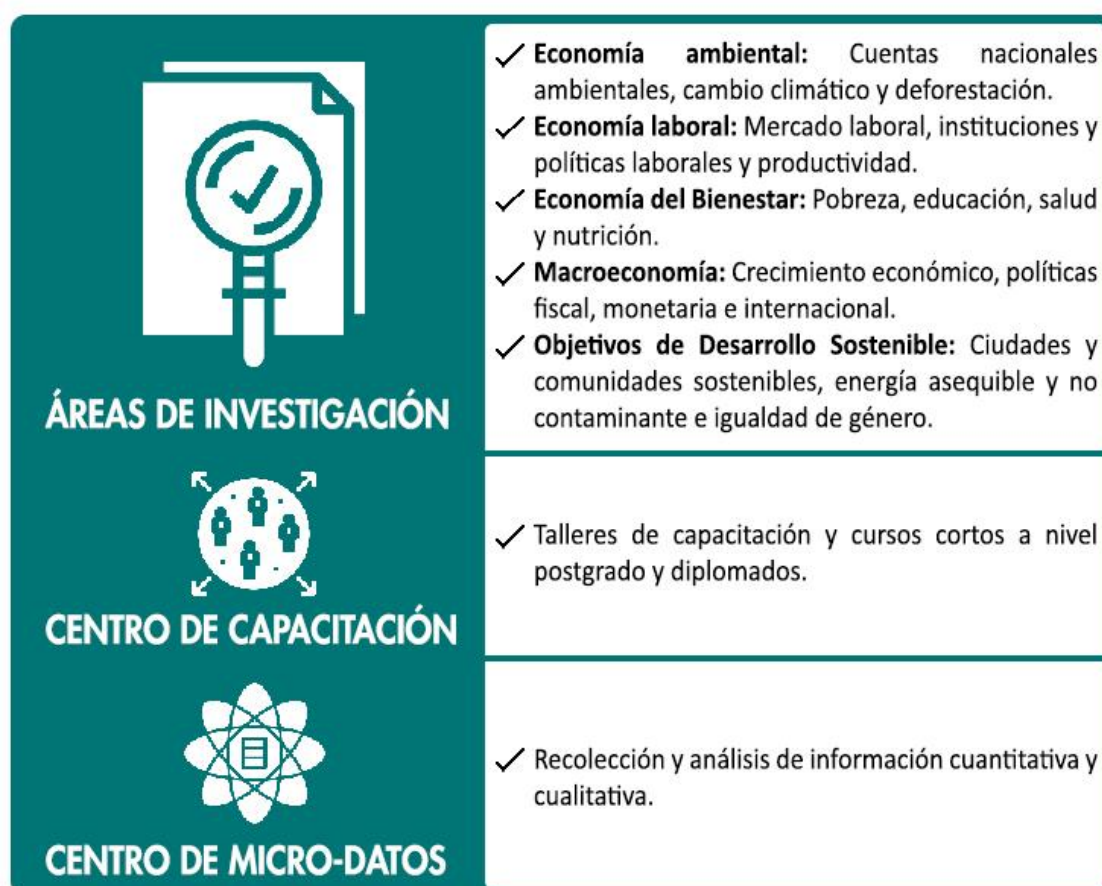 ✓ Economía ambiental: Cuentas nacionales
ambientales, cambio climático y deforestación.
✓ Economía laboral: Mercado laboral, instituciones y
políticas laborales y productividad.
✓ Economía del Bienestar: Pobreza, educación, salud
y nutrición.
✓ Macroeconomía: Crecimiento económico, políticas
fiscal, monetaria e internacional.
✓ Objetivos de Desarrollo Sostenible: Ciudades y
comunidades sostenibles, energía asequible y no
contaminante e igualdad de género.
ÁREAS DE INVESTIGACIÓN
✓ Talleres de capacitación y cursos cortos a nivel
postgrado y diplomados.
CENTRO DE CAPACITACIÓN
✓ Recolección y análisis de información cuantitativa y
cualitativa.
CENTRO DE MICRO-DATOS